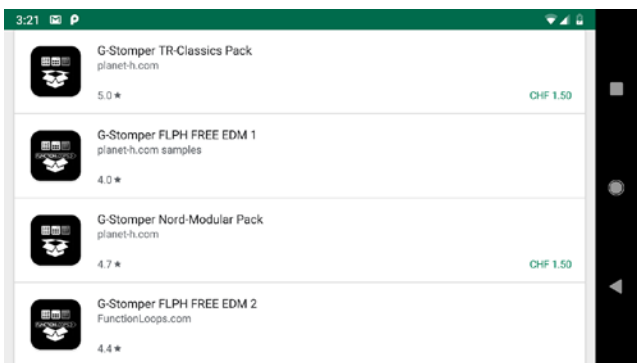 3:21
G-Stomper TR-Classics Pack
planet-h.com
5.0★ CHF 1.50
G-Stomper FLPH FREE EDM 1
planet-h.com samples
4.0★
G-Stomper Nord-Modular Pack
planet-h.com
4.7★ CHF 1.50
G-Stomper FLPH FREE EDM 2
FunctionLoops.com
4.4★